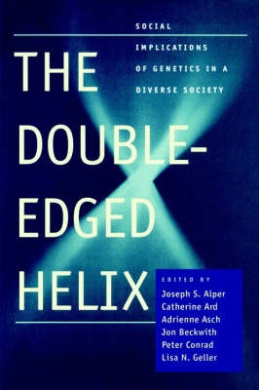 SOCIAL
IMPLICATIONS
OF GENETICS IN A
DIVERSE SOCIETY
THE
DOUBLE-
EDGED
HELIX
EDITED BY
Joseph S. Alper
Catherine Ard
Adrienne Asch
Jon Beckwith
Peter Conrad
Lisa N. Geller